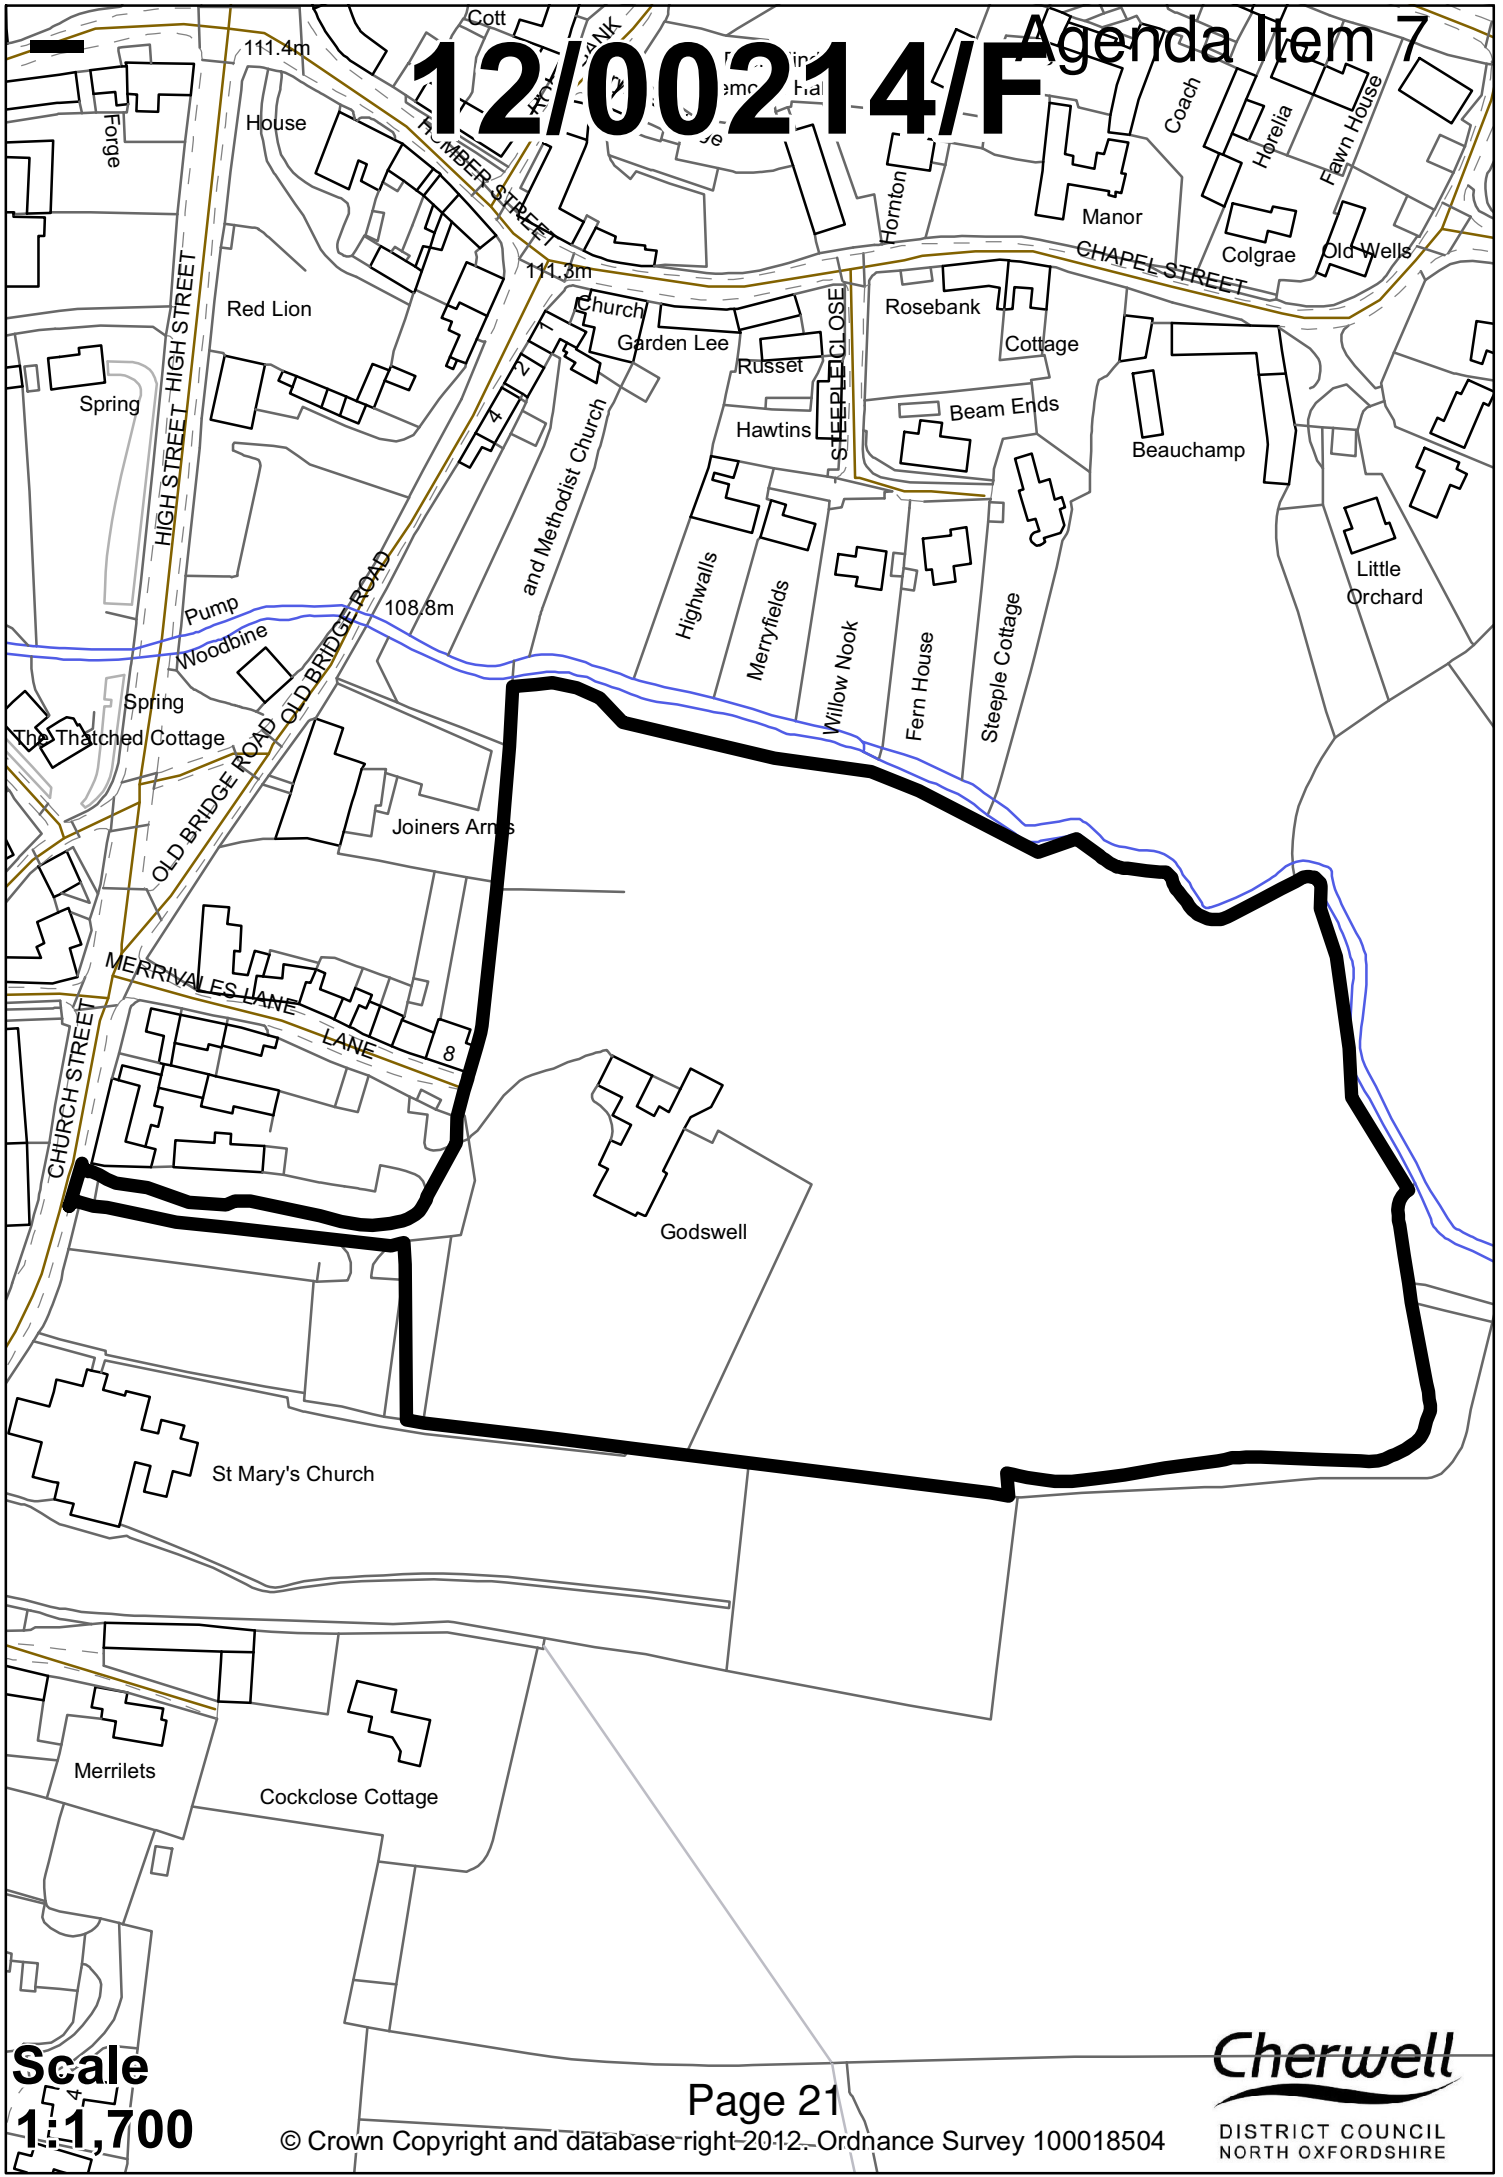 Agenda Item 7
12/00214/F
Cott
111.4m
House
Forge
Coach
Horelia
Fawn House
Hornton
Manor
Colgrae
Old Wells
CHAPEL STREET
111.3m
HIGH STREET
HIGH STREET
Red Lion
Church
Garden Lee
Russet
STEEPLE CLOSE
Rosebank
Cottage
1
2
4
Spring
Hawtins
Beam Ends
Beauchamp
and Methodist Church
Highwalls
Merryfields
Willow Nook
Fern House
Steeple Cottage
Little
Orchard
Pump
Woodbine
108.8m
OLD BRIDGE ROAD
OLD BRIDGE ROAD
Spring
The Thatched Cottage
Joiners Arms
MERRIVALES LANE
LANE
8
CHURCH STREET
Godswell
St Mary's Church
Merrilets
Cockclose Cottage
Scale
1:1,700
4
Page 21
© Crown Copyright and database right 2012. Ordnance Survey 100018504
Cherwell
DISTRICT COUNCIL
NORTH OXFORDSHIRE